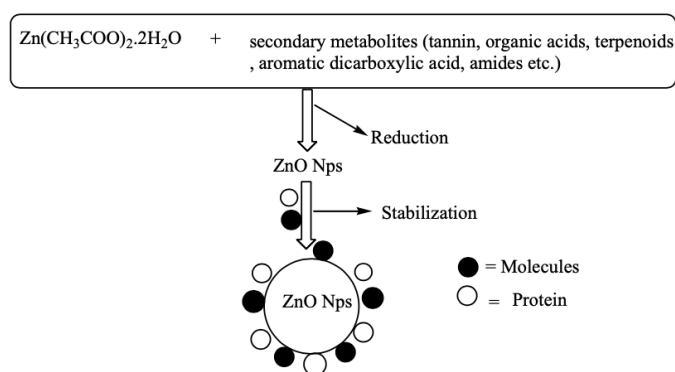 Zn(CH₃COO)₂.2H₂O + secondary metabolites (tannin, organic acids, terpenoids
, aromatic dicarboxylic acid, amides etc.)
Reduction
ZnO Nps
Stabilization
ZnO Nps
= Molecules
= Protein